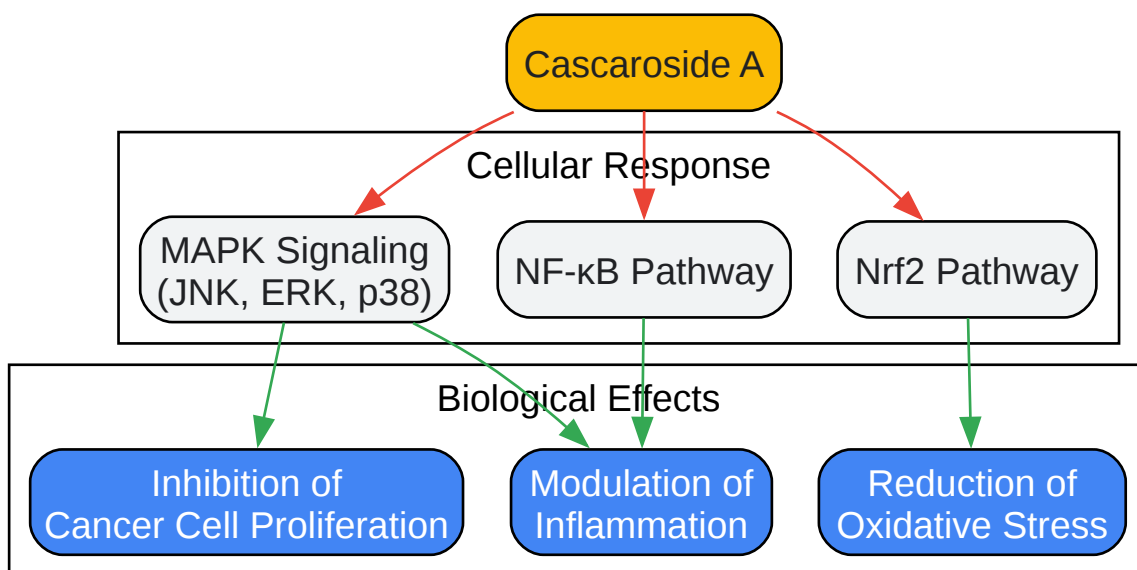 Cascaroside A
Cellular Response
MAPK Signaling
(JNK, ERK, p38)
NF-κB Pathway
Nrf2 Pathway
Biological Effects
Inhibition of
Cancer Cell Proliferation
Modulation of
Inflammation
Reduction of
Oxidative Stress